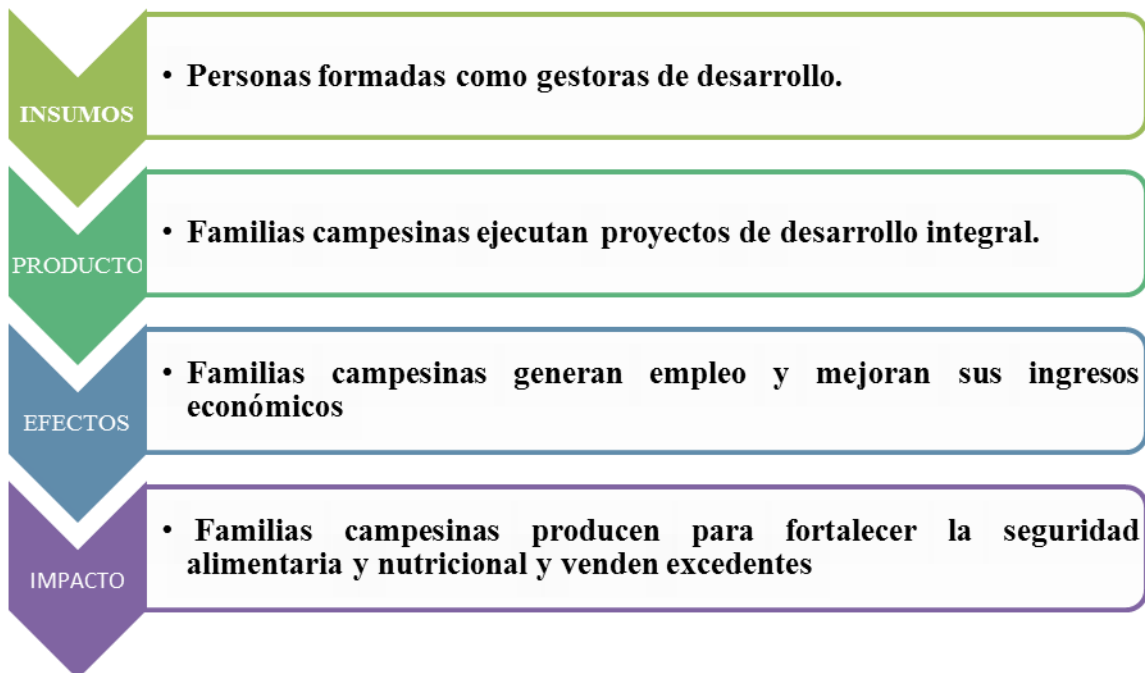 INSUMOS
• Personas formadas como gestoras de desarrollo.
PRODUCTO
• Familias campesinas ejecutan proyectos de desarrollo integral.
EFECTOS
• Familias campesinas generan empleo y mejoran sus ingresos
económicos
IMPACTO
• Familias campesinas producen para fortalecer la seguridad
alimentaria y nutricional y venden excedentes